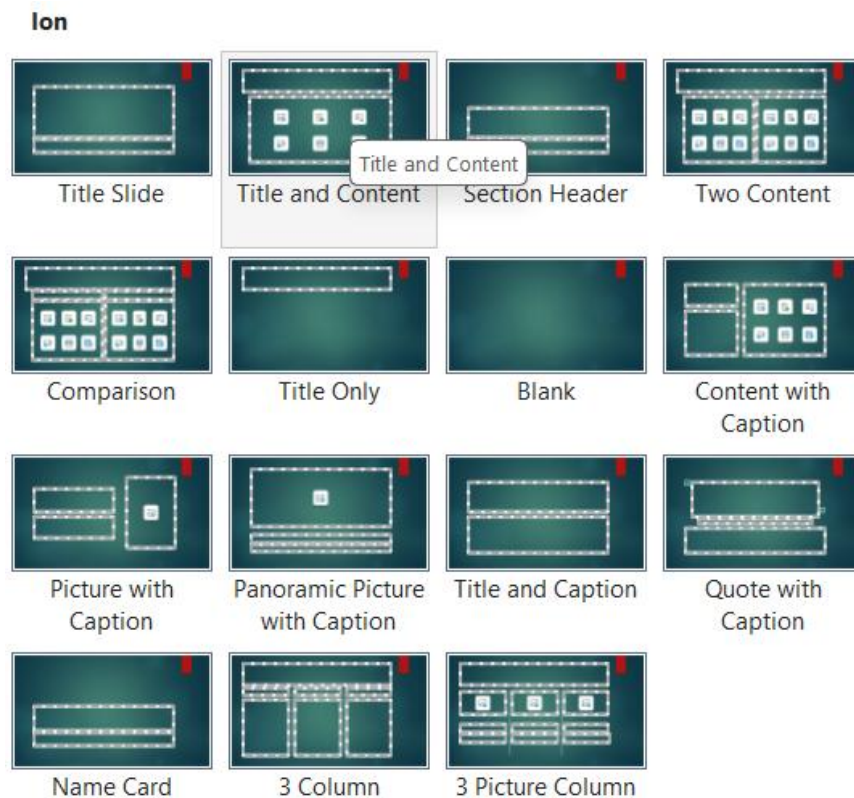 Ion
Title Slide
Title and Content
Title and Content
Section Header
Two Content
Comparison
Title Only
Blank
Content with
Caption
Picture with
Caption
Panoramic Picture
with Caption
Title and Caption
Quote with
Caption
Name Card
3 Column
3 Picture Column